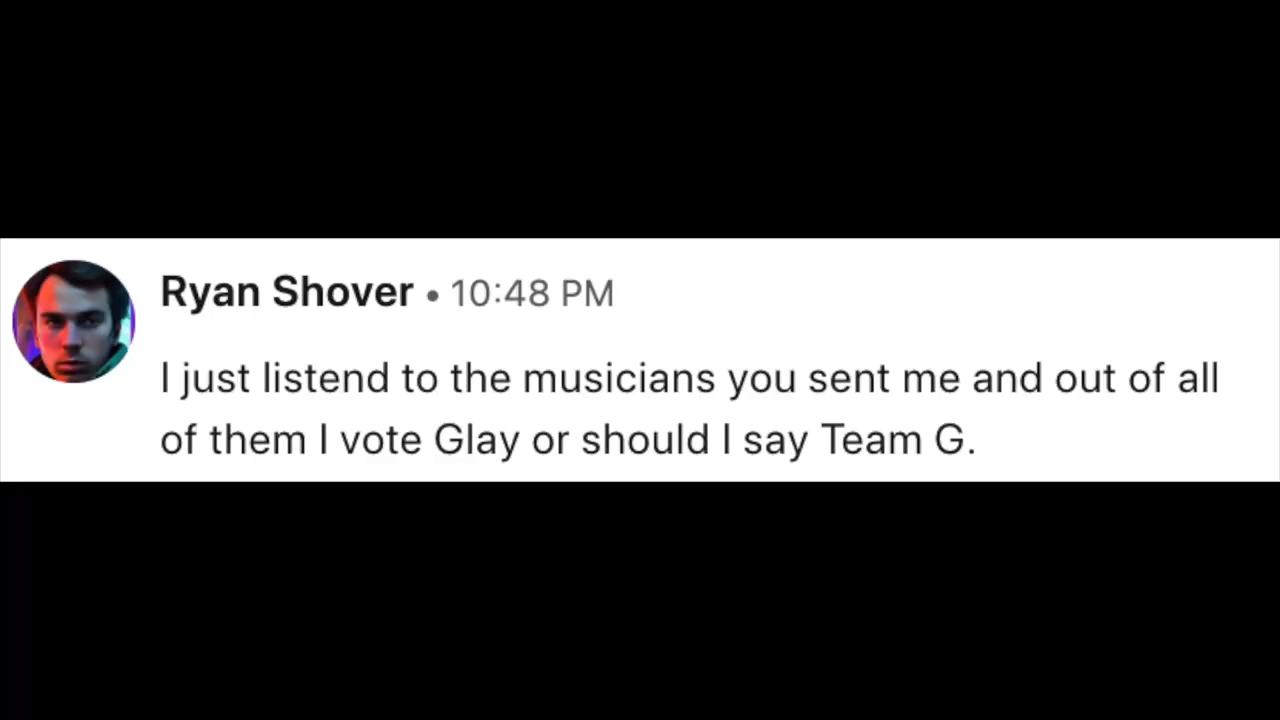 Ryan Shover • 10:48 PM
I just listend to the musicians you sent me and out of all
of them I vote Glay or should I say Team G.